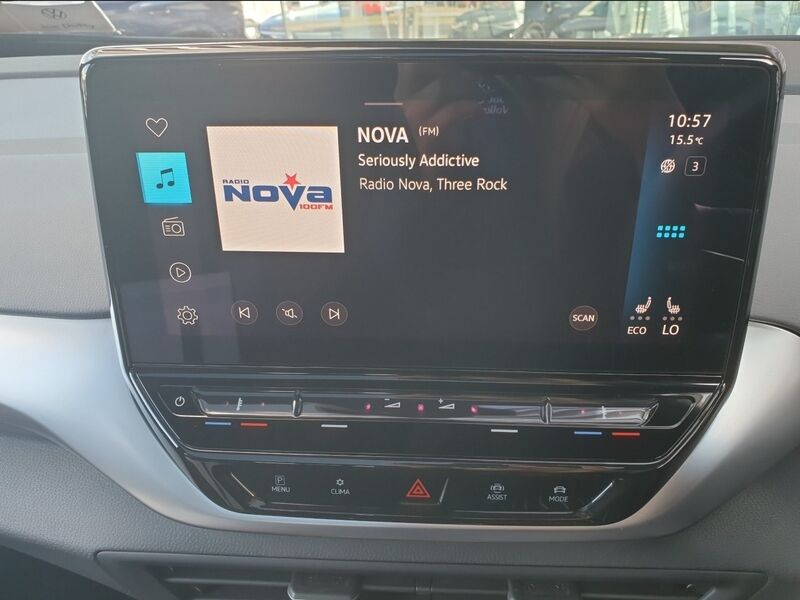 NOVA (FM)
Seriously Addictive
Radio Nova, Three Rock
RADIO
NOVA
100FM
10:57
15.5°C
3
SCAN
ECO
LO
- +
P
MENU
CLIMA
ASSIST
MODE